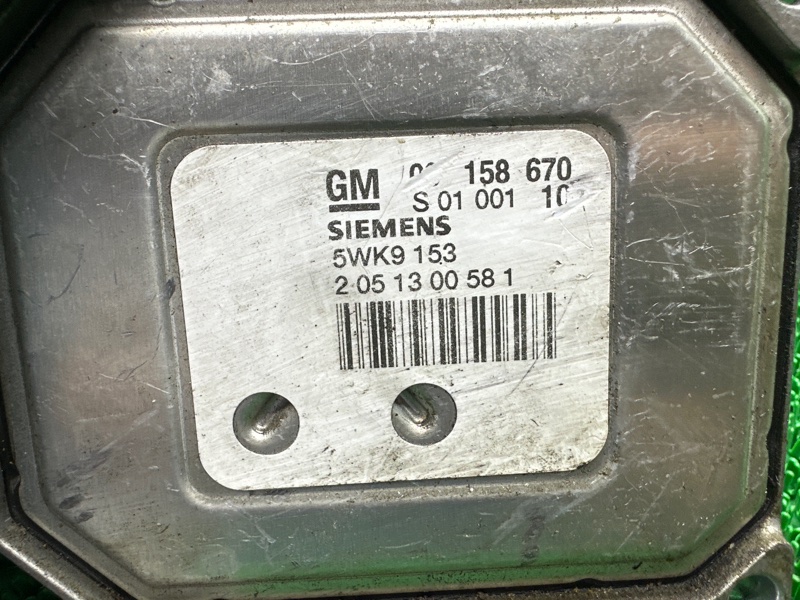 GM 158 670
S 01 001
SIEMENS
5WK9 153
2 05 13 00 58 1